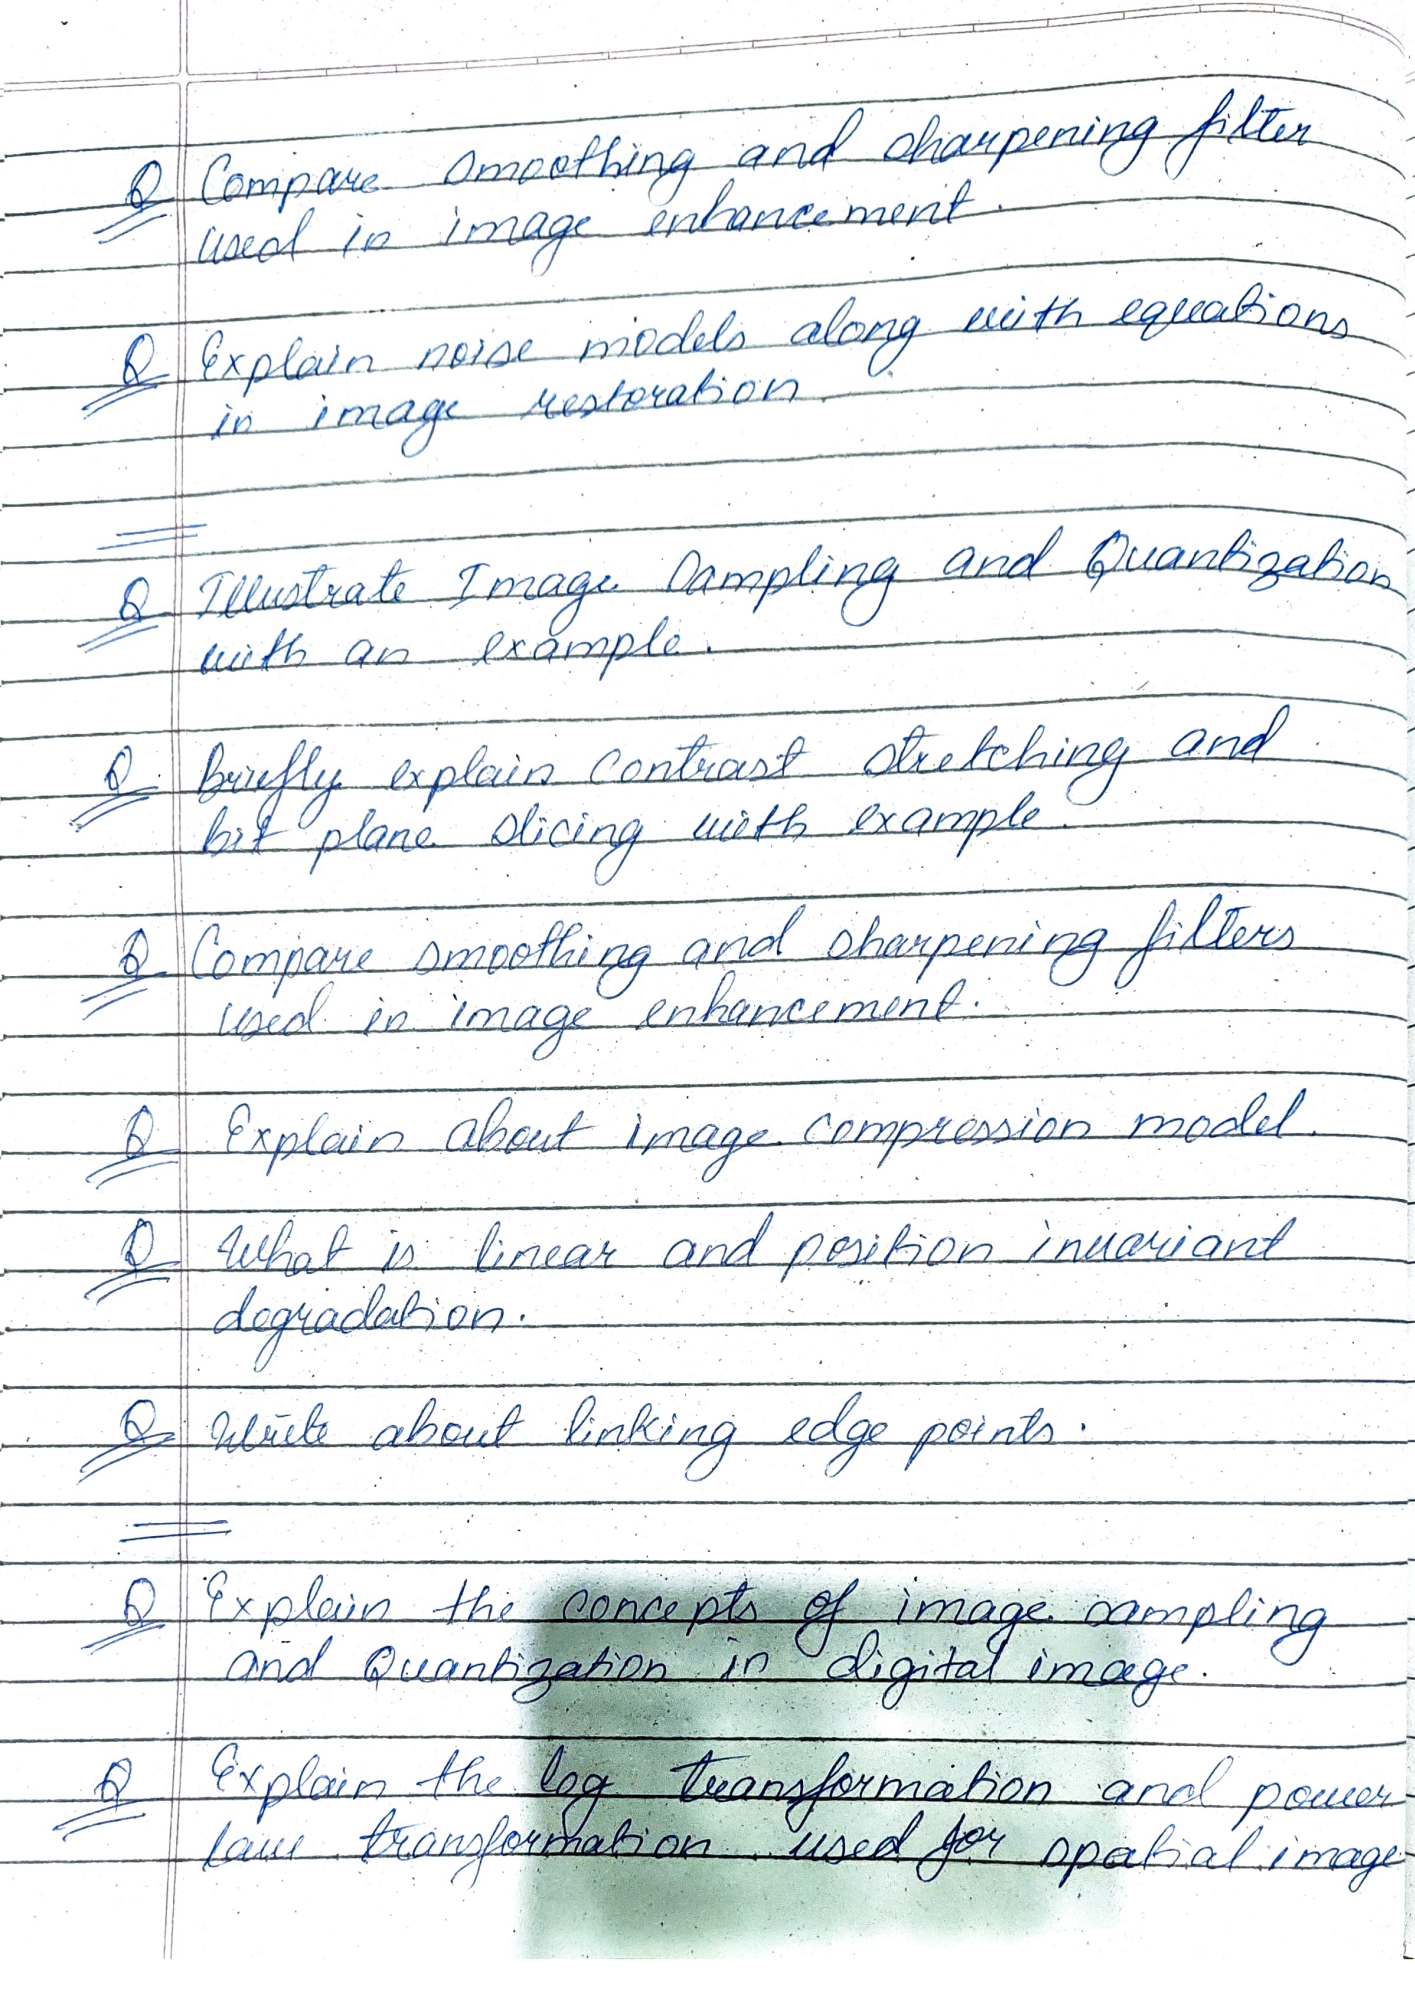 Q Compare smoothing and sharpening filter
used in image enhancement.
Q Explain noise models along with equations
in image restoration.
Q Illustrate Image Sampling and Quantization
with an example.
Q Briefly explain contrast stretching and
bit plane slicing with example.
Q Compare smoothing and sharpening filters
used in image enhancement.
Q Explain about image compression model.
Q What is linear and position invariant
degradation.
Q Write about linking edge points.
Q Explain the concepts of image sampling
and Quantization in digital image.
Q Explain the log transformation and power
law transformation used for spatial image